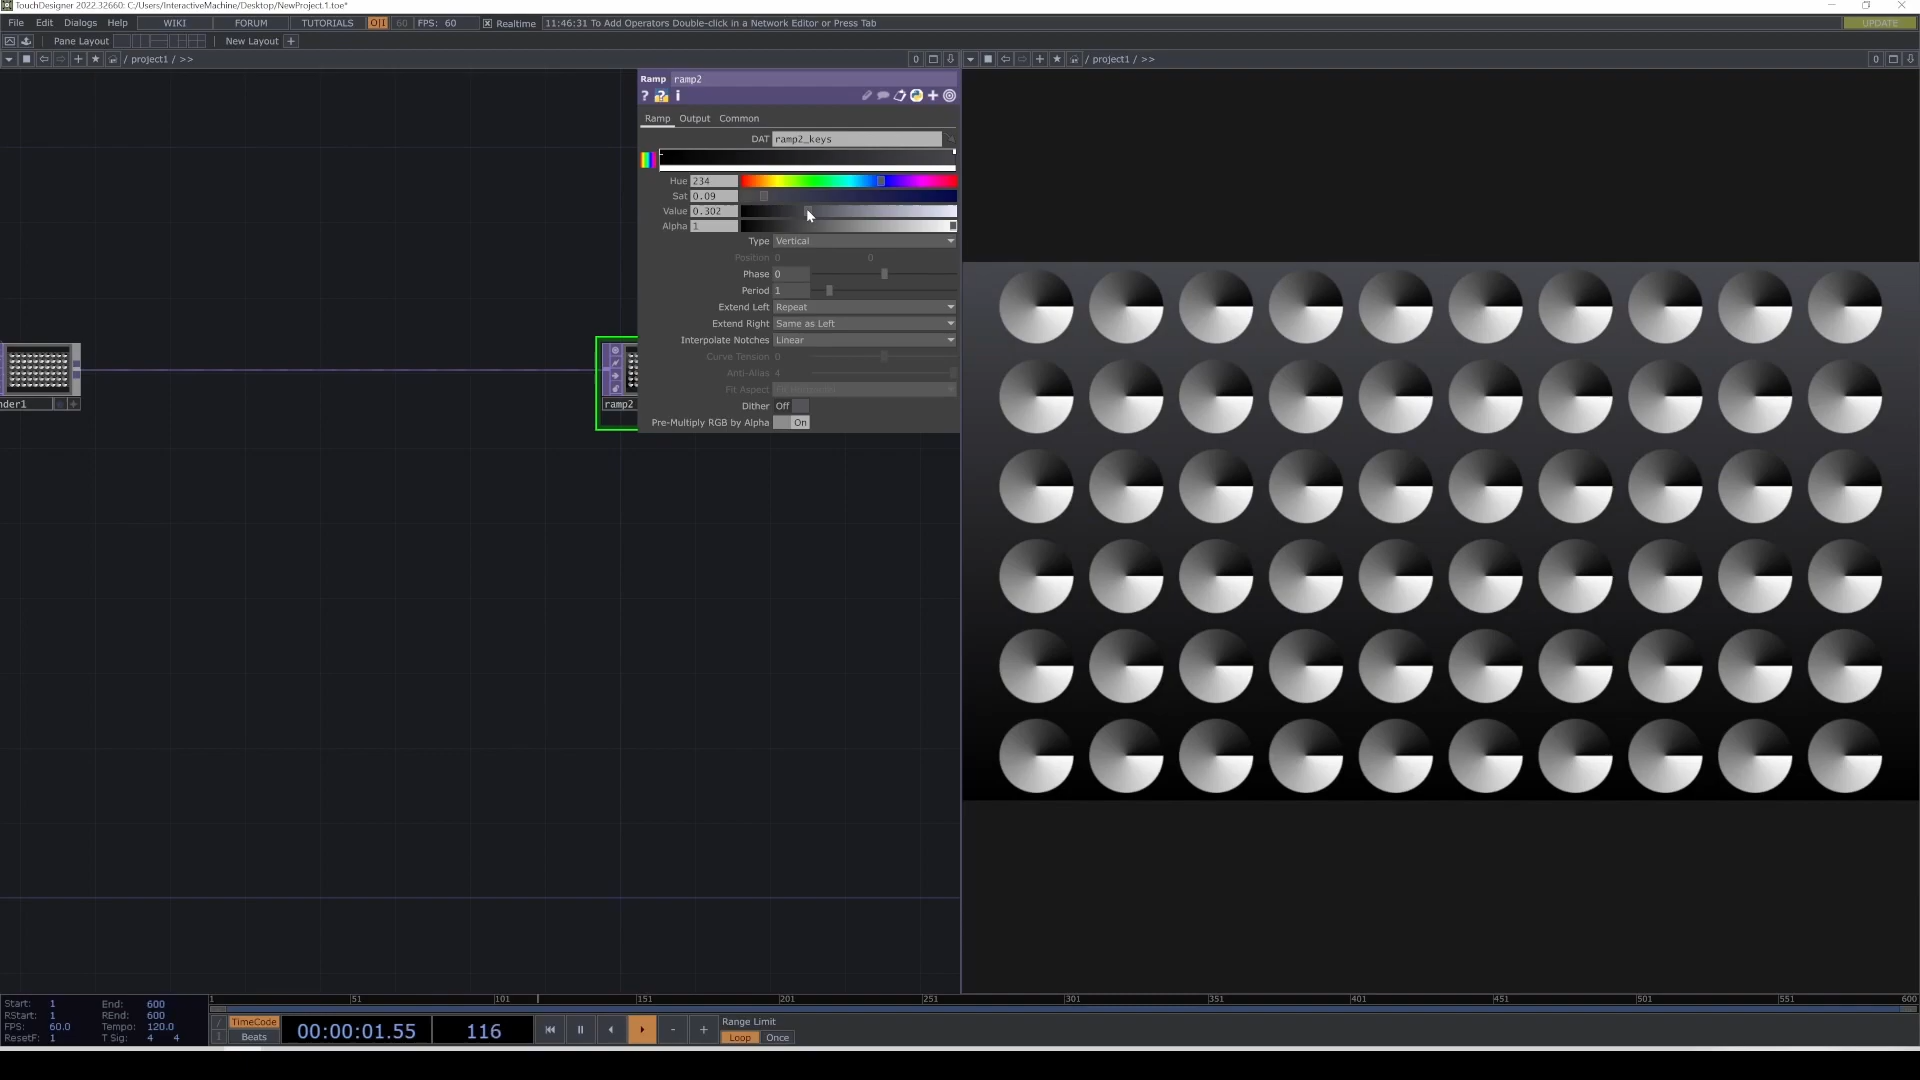 TouchDesigner 2022.32660: C:/Users/InteractiveMachine/Desktop/NewProject.1.toe*
File Edit Dialogs Help WIKI FORUM TUTORIALS O|I 60 FPS: 60 Realtime 11:46:31 To Add Operators Double-click in a Network Editor or Press Tab UPDATE
Pane Layout New Layout +
/ project1 / >> 0
/ project1 / >> 0
Ramp ramp2
? ? i
Ramp Output Common
DAT ramp2_keys
Hue 234
Sat 0.09
Value 0.302
Alpha 1
Type Vertical
Position 0 0
Phase 0
Period 1
Extend Left Repeat
Extend Right Same as Left
Interpolate Notches Linear
Curve Tension 0
Anti-Alias 4
Fit Aspect
Dither Off
Pre-Multiply RGB by Alpha On
nder1
ramp2
1 51 101 151 201 251 301 351 401 451 501 551 600
Start: 1 End: 600
RStart: 1 REnd: 600
FPS: 60.0 Tempo: 120.0
ResetF: 1 T Sig: 4 4
TimeCode
Beats
00:00:01.55
116
- +
Range Limit
Loop Once